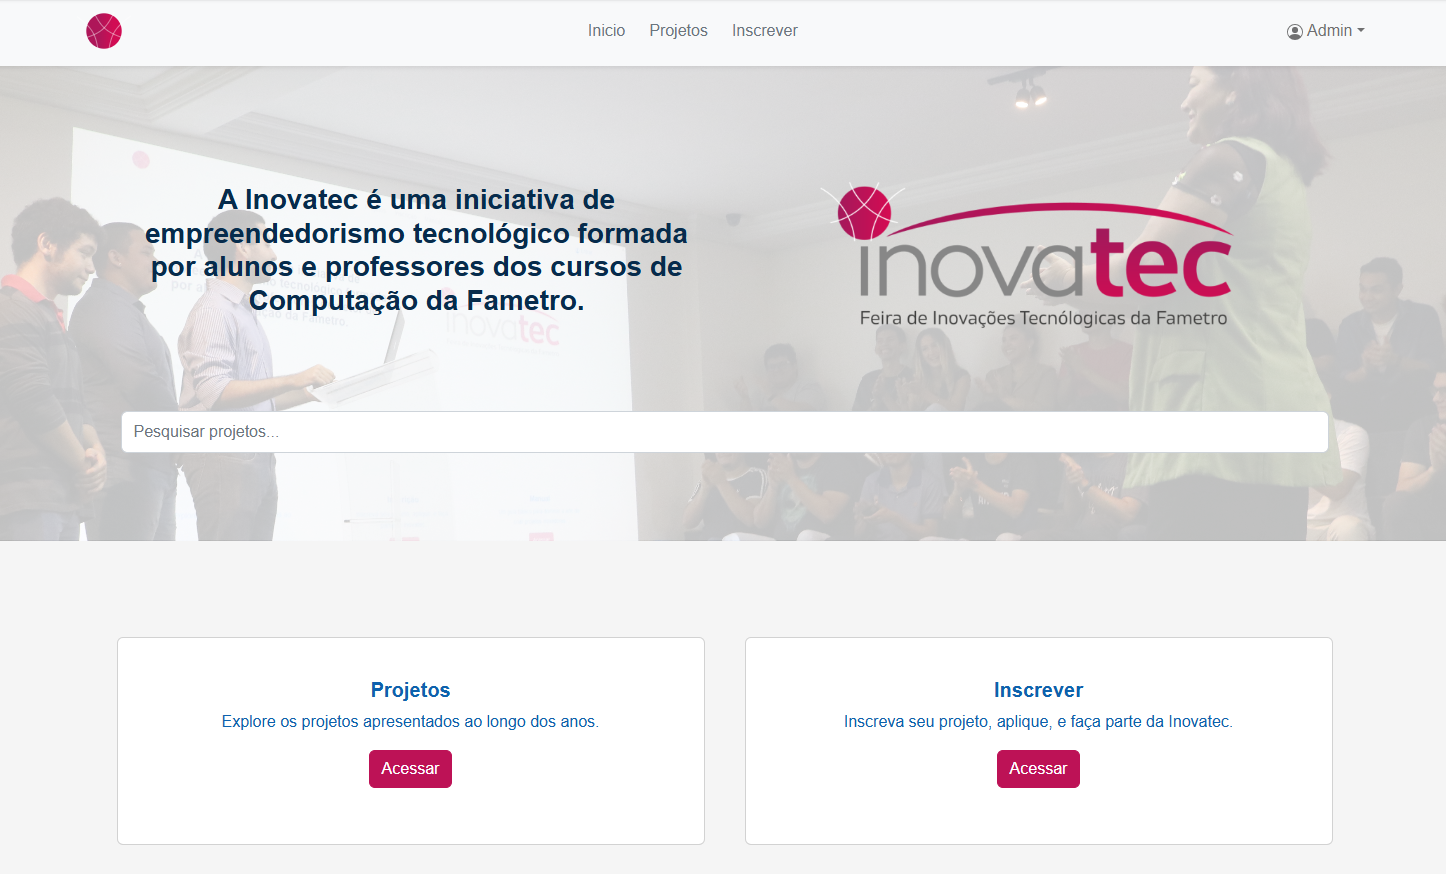 Inicio Projetos Inscrever Admin
A Inovatec é uma iniciativa de
empreendedorismo tecnológico formada
por alunos e professores dos cursos de
Computação da Fametro.
inovatec
Feira de Inovações Tecnólogicas da Fametro
inovatec
Pesquisar projetos...
Projetos
Explore os projetos apresentados ao longo dos anos.
Acessar
Inscrever
Inscreva seu projeto, aplique, e faça parte da Inovatec.
Acessar